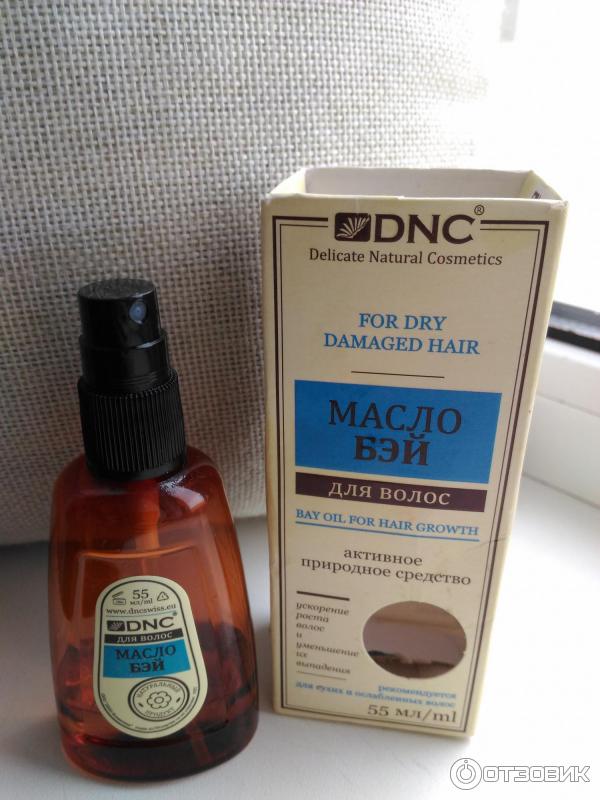 DNC®
Delicate Natural Cosmetics
FOR DRY
DAMAGED HAIR
МАСЛО
БЭЙ
ДЛЯ ВОЛОС
BAY OIL FOR HAIR GROWTH
активное
природное средство
ускорение
роста
волос
и
уменьшение
их
выпадения
рекомендуется
для сухих и ослабленных волос
55 мл/ml
55
мл/ml
www.dncswiss.eu
DNC®
ДЛЯ ВОЛОС
МАСЛО
БЭЙ
НАТУРАЛЬНЫЙ
ПРОДУКТ
ОТЗОВИК